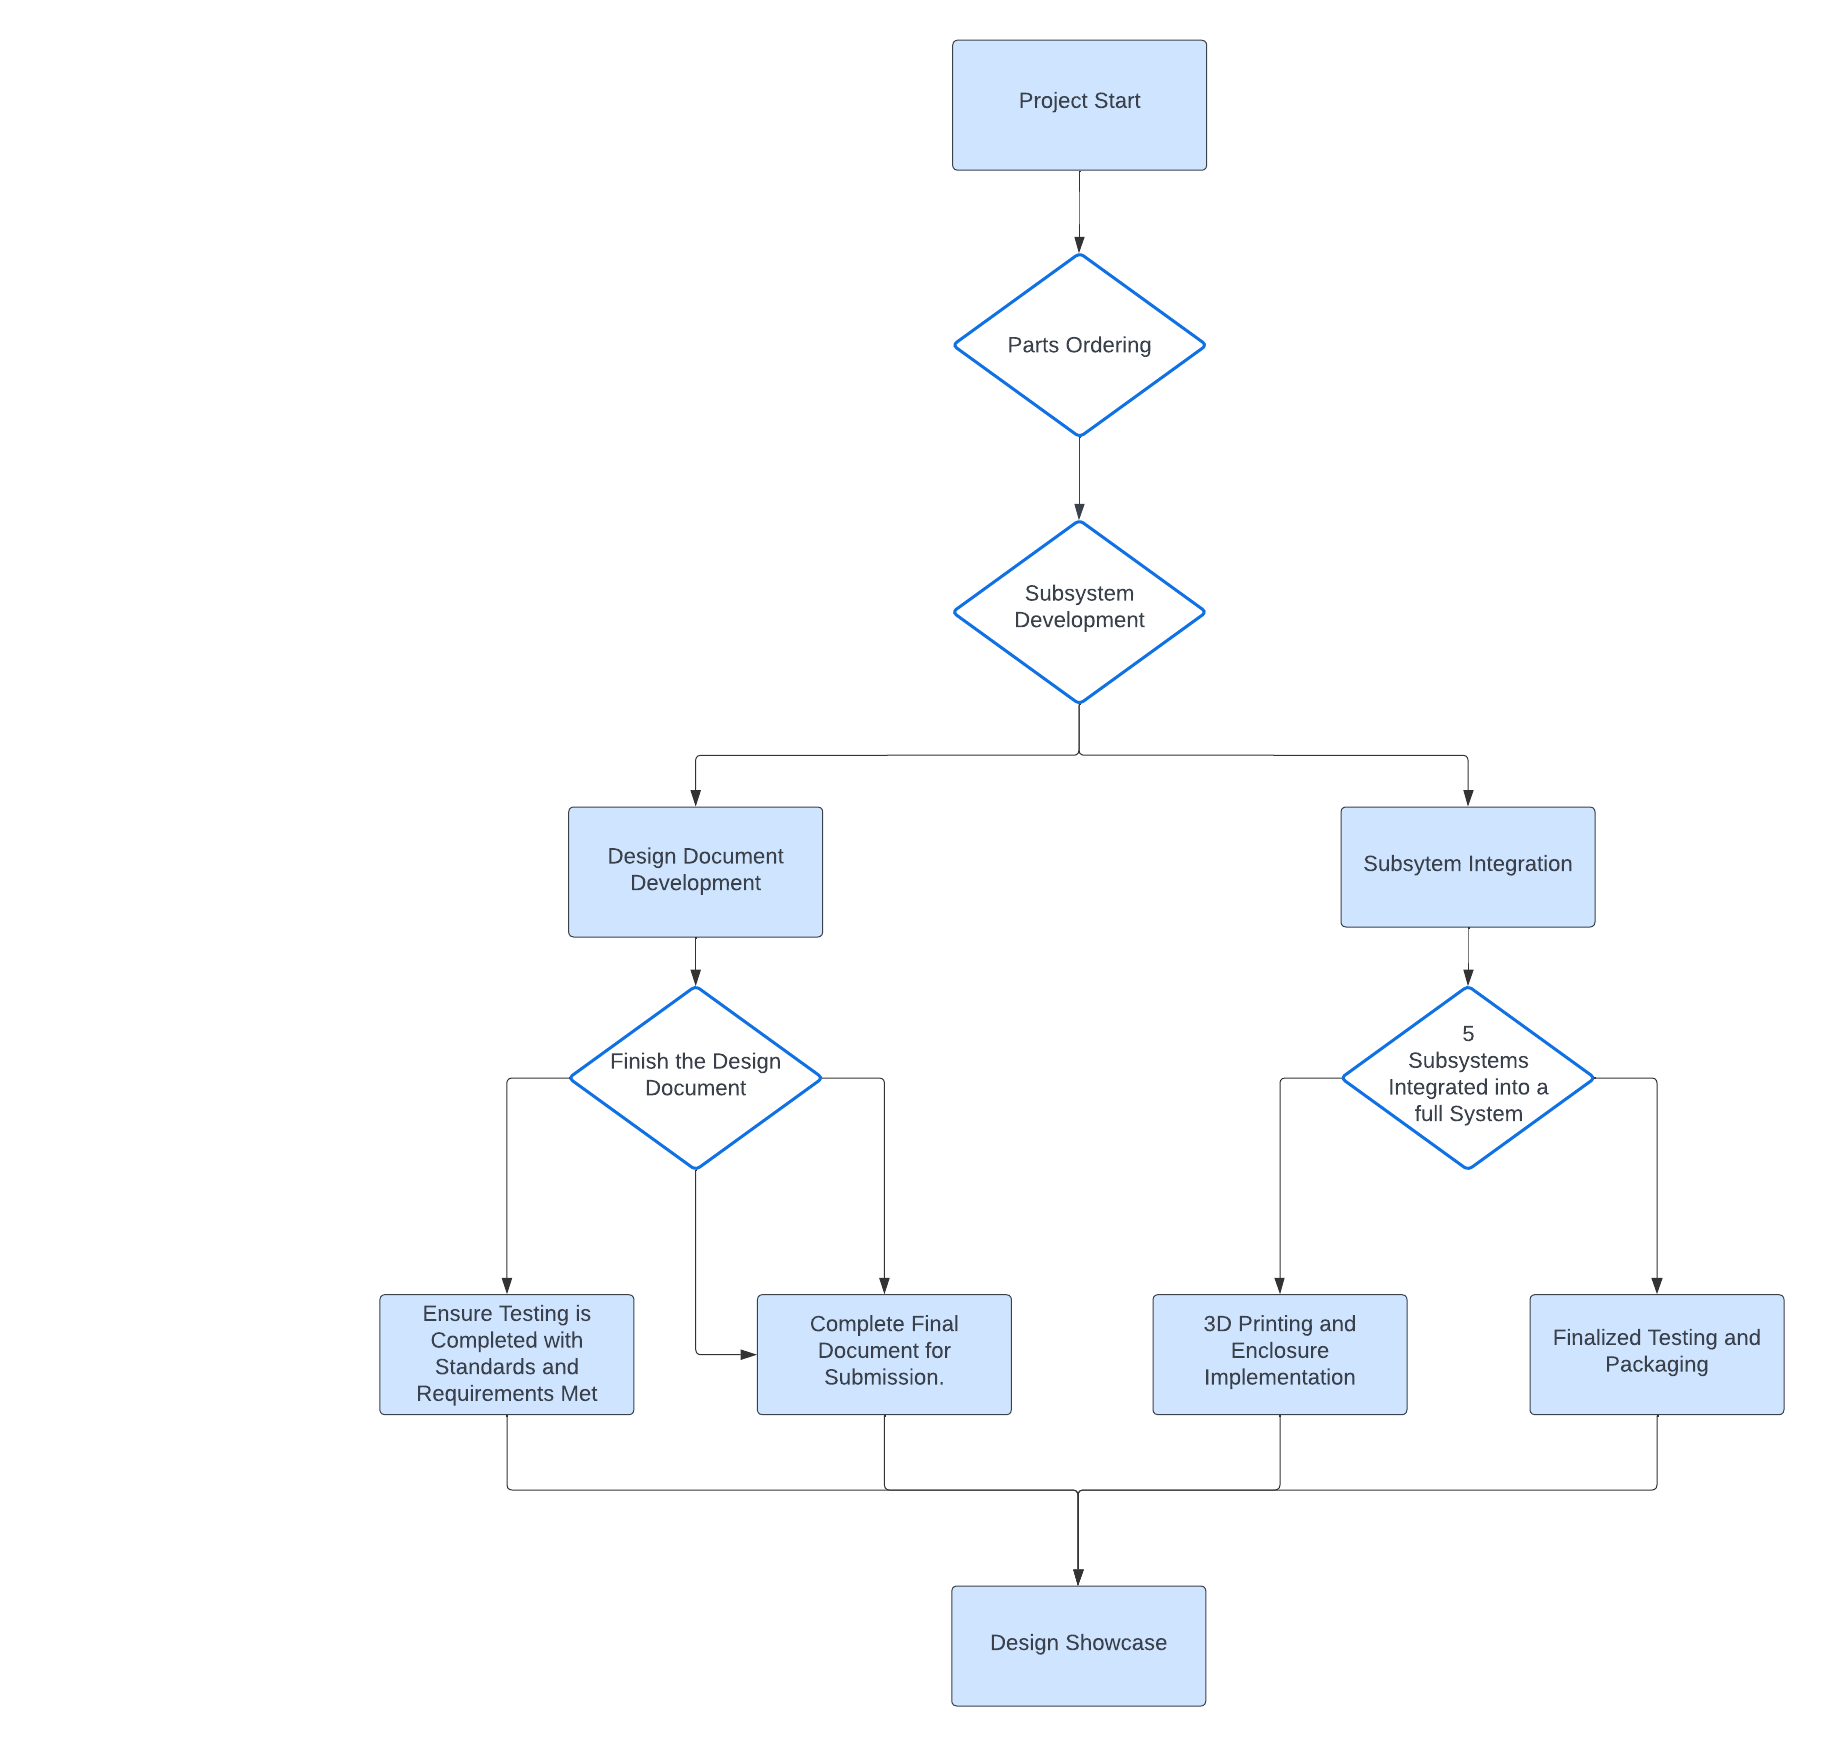 Project Start
Parts Ordering
Subsystem
Development
Design Document
Development
Subsytem Integration
Finish the Design
Document
5
Subsystems
Integrated into a
full System
Ensure Testing is
Completed with
Standards and
Requirements Met
Complete Final
Document for
Submission.
3D Printing and
Enclosure
Implementation
Finalized Testing and
Packaging
Design Showcase